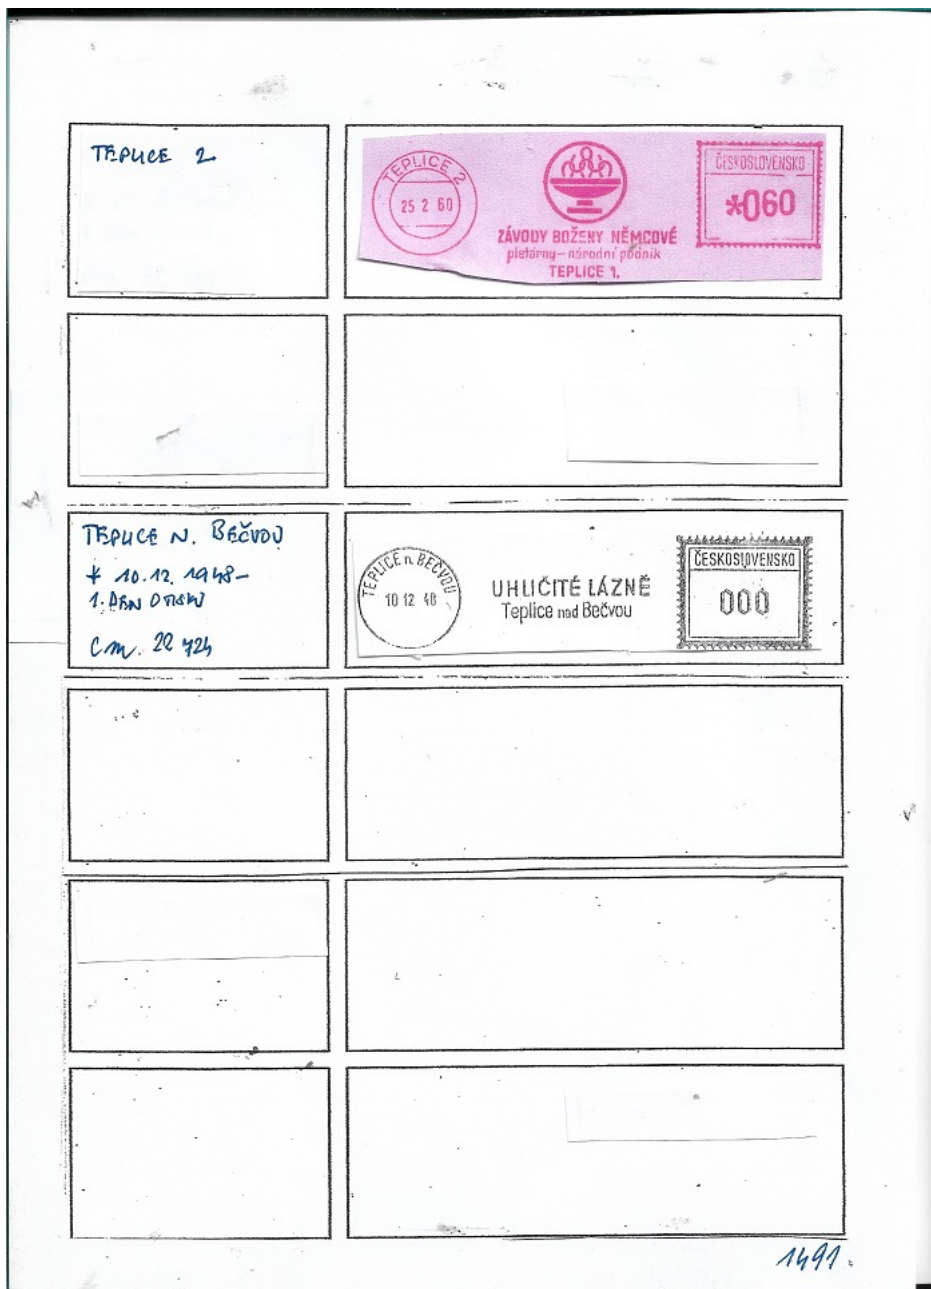 TEPLICE 2
TEPLICE 2
25 2 60
ZÁVODY BOŽENY NĚMCOVÉ
pletárny – národní podnik
TEPLICE 1.
ČESKOSLOVENSKO
*060
TEPLICE N. BEČVOU
* 10.12. 1948 –
1. DEN OTISKU
C m. 22 724
TEPLICE n. BEČVOU
10 12 48
UHLIČITÉ LÁZNĚ
Teplice nad Bečvou
ČESKOSLOVENSKO
000
1491.